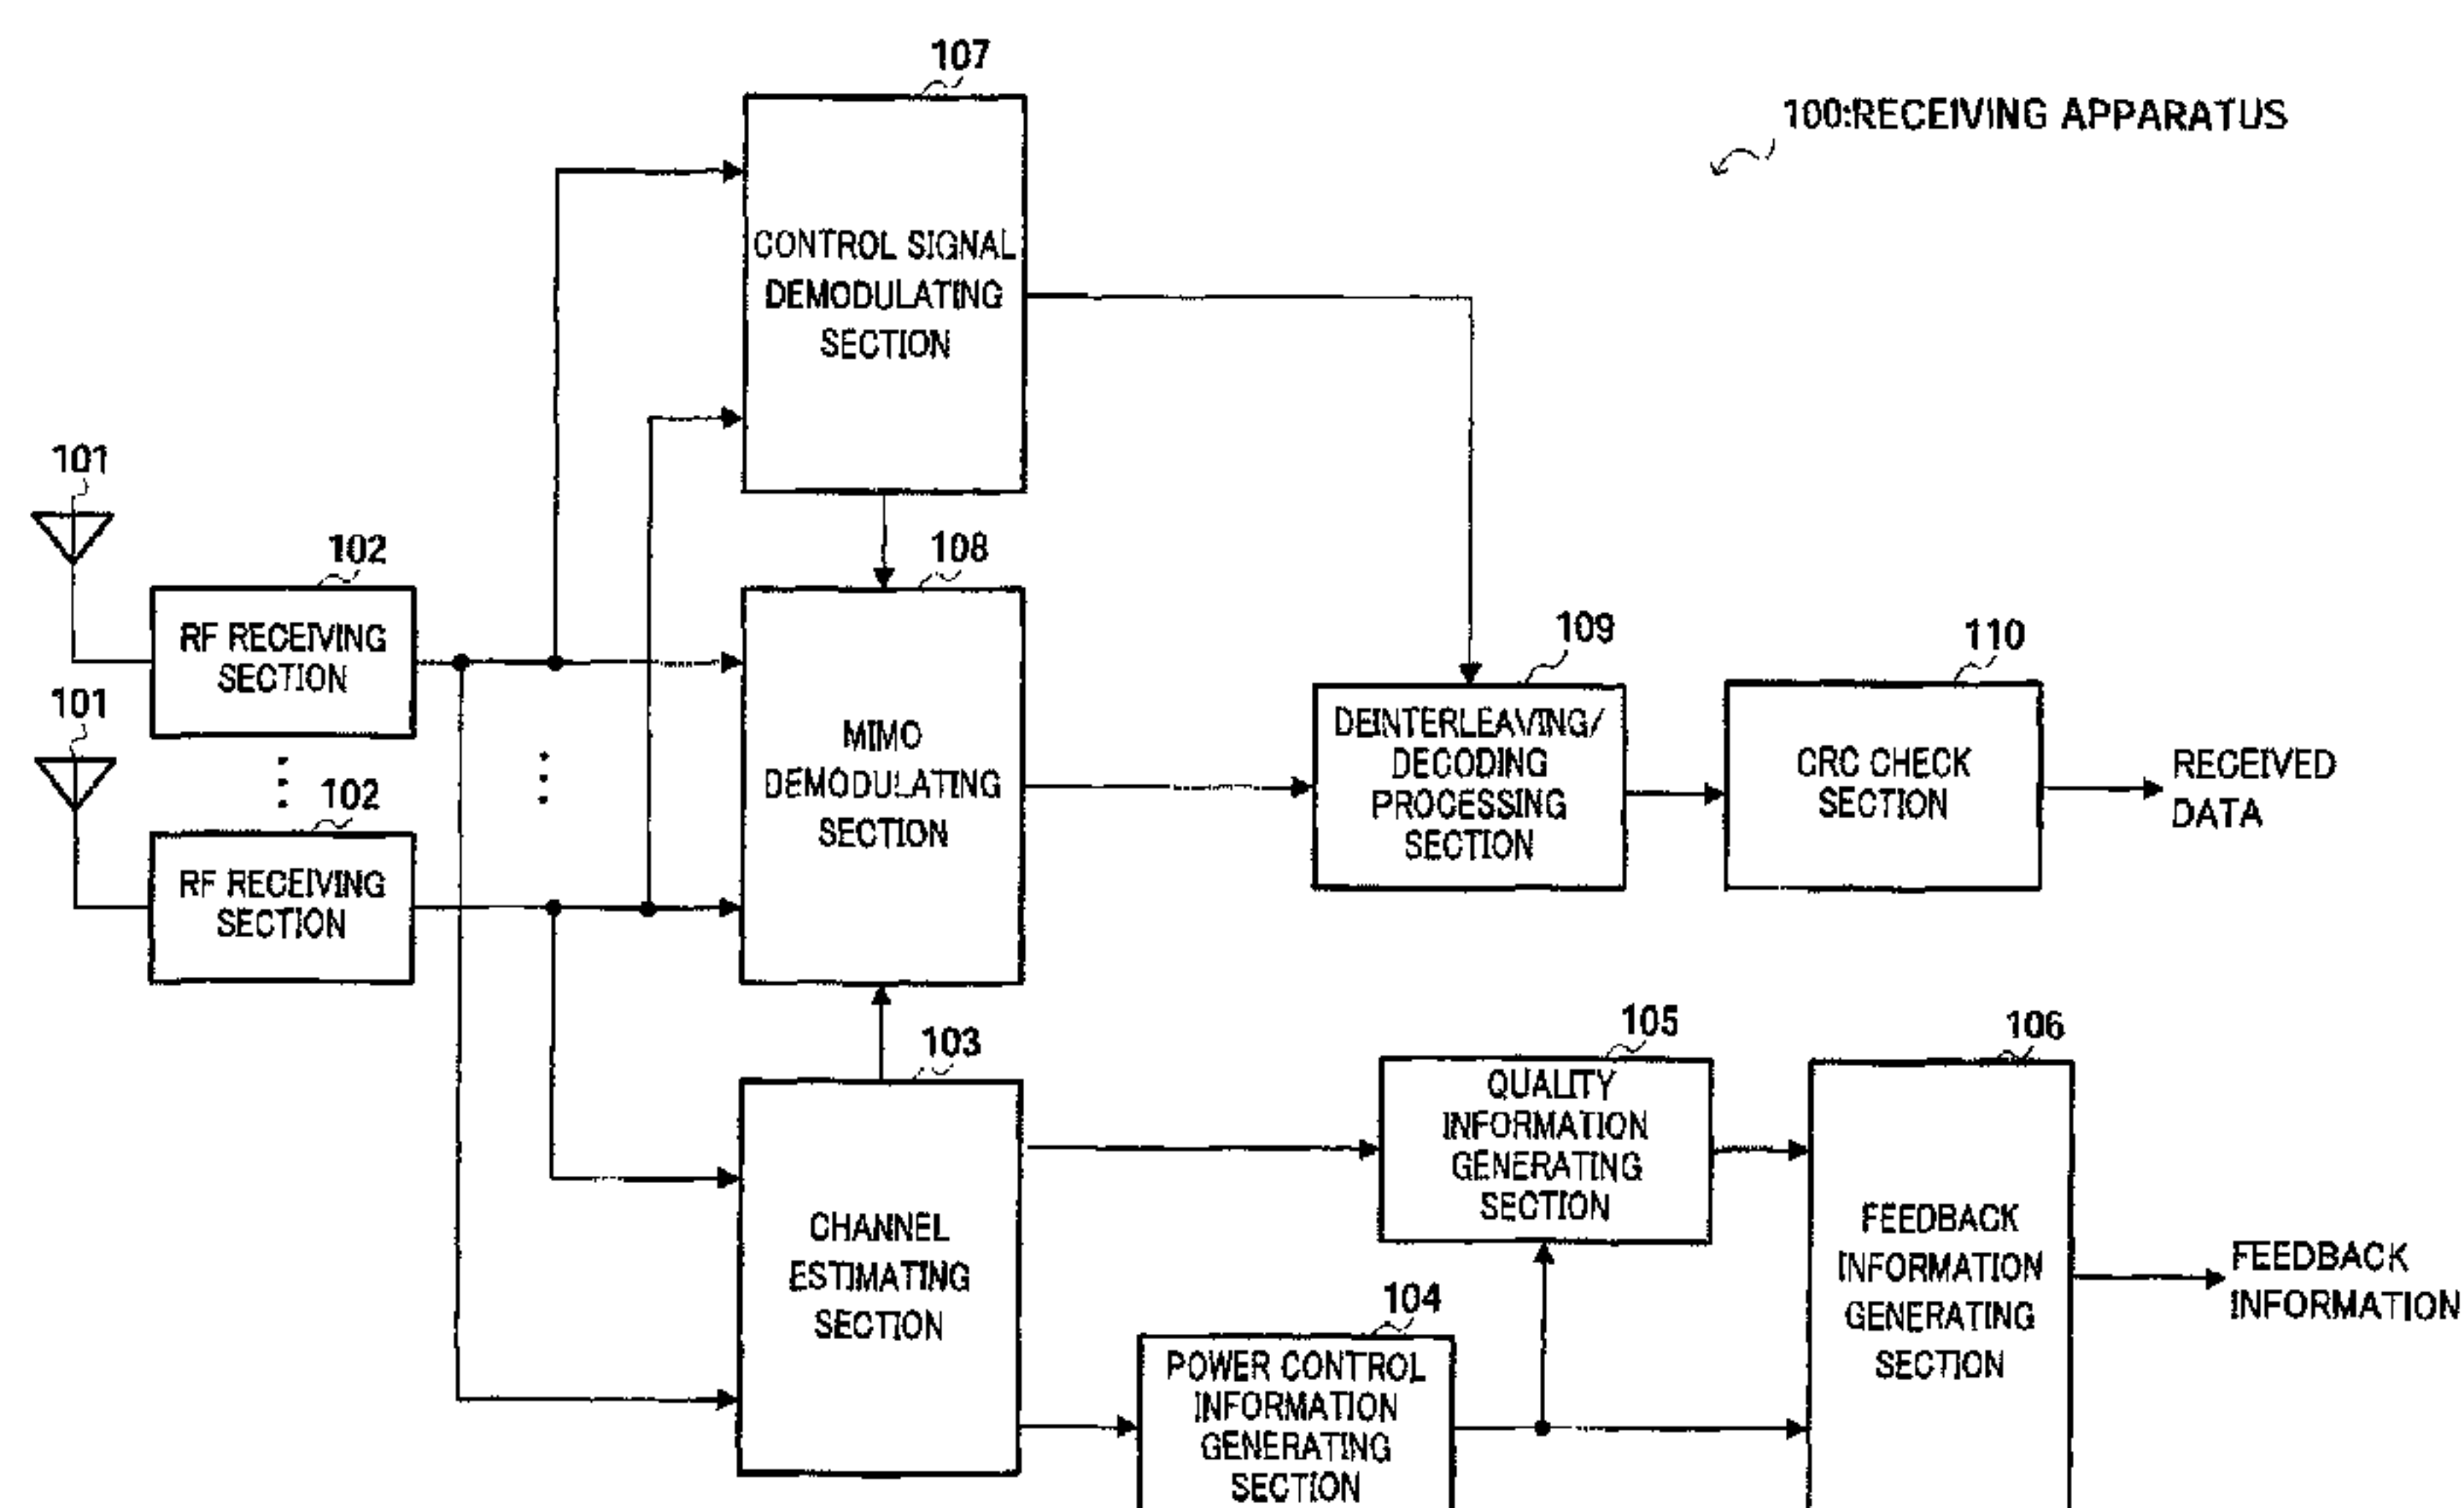 107
100:RECEIVING APPARATUS
CONTROL SIGNAL
DEMODULATING
SECTION
101
102
RF RECEIVING
SECTION
101
102
RF RECEIVING
SECTION
108
MIMO
DEMODULATING
SECTION
109
DEINTERLEAVING/
DECODING
PROCESSING
SECTION
110
CRC CHECK
SECTION
RECEIVED
DATA
103
CHANNEL
ESTIMATING
SECTION
105
QUALITY
INFORMATION
GENERATING
SECTION
106
FEEDBACK
INFORMATION
GENERATING
SECTION
FEEDBACK
INFORMATION
104
POWER CONTROL
INFORMATION
GENERATING
SECTION